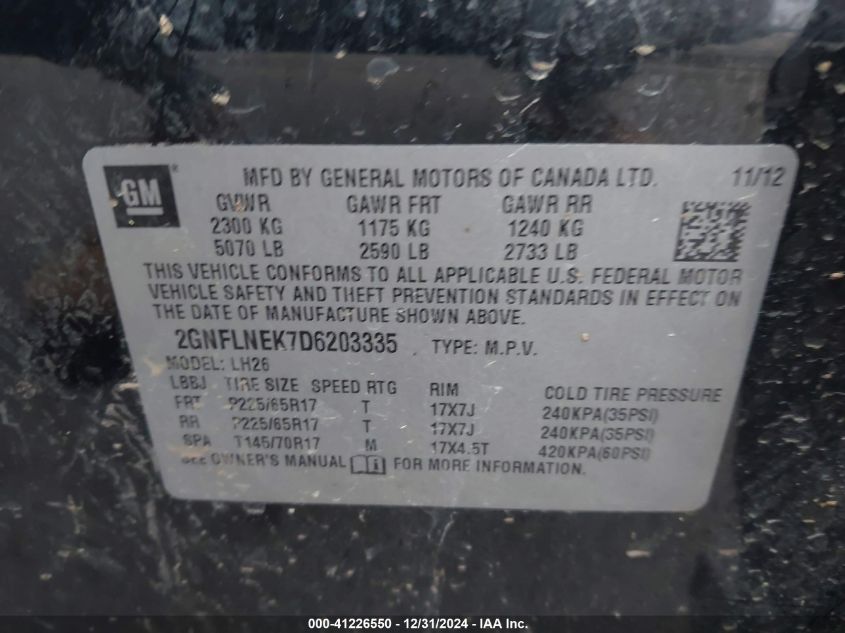 GM ® MFD BY GENERAL MOTORS OF CANADA LTD. 11/12
GVWR GAWR FRT GAWR RR
2300 KG 1175 KG 1240 KG
5070 LB 2590 LB 2733 LB
THIS VEHICLE CONFORMS TO ALL APPLICABLE U.S. FEDERAL MOTOR
VEHICLE SAFETY AND THEFT PREVENTION STANDARDS IN EFFECT ON
THE DATE OF MANUFACTURE SHOWN ABOVE.
2GNFLNEK7D6203335 TYPE: M.P.V.
MODEL: LH26
LBBJ TIRE SIZE SPEED RTG RIM COLD TIRE PRESSURE
FRT P225/65R17 T 17X7J 240KPA(35PSI)
RR P225/65R17 T 17X7J 240KPA(35PSI)
SPA T145/70R17 M 17X4.5T 420KPA(60PSI)
SEE OWNER'S MANUAL FOR MORE INFORMATION.
000-41226550 - 12/31/2024 - IAA Inc.